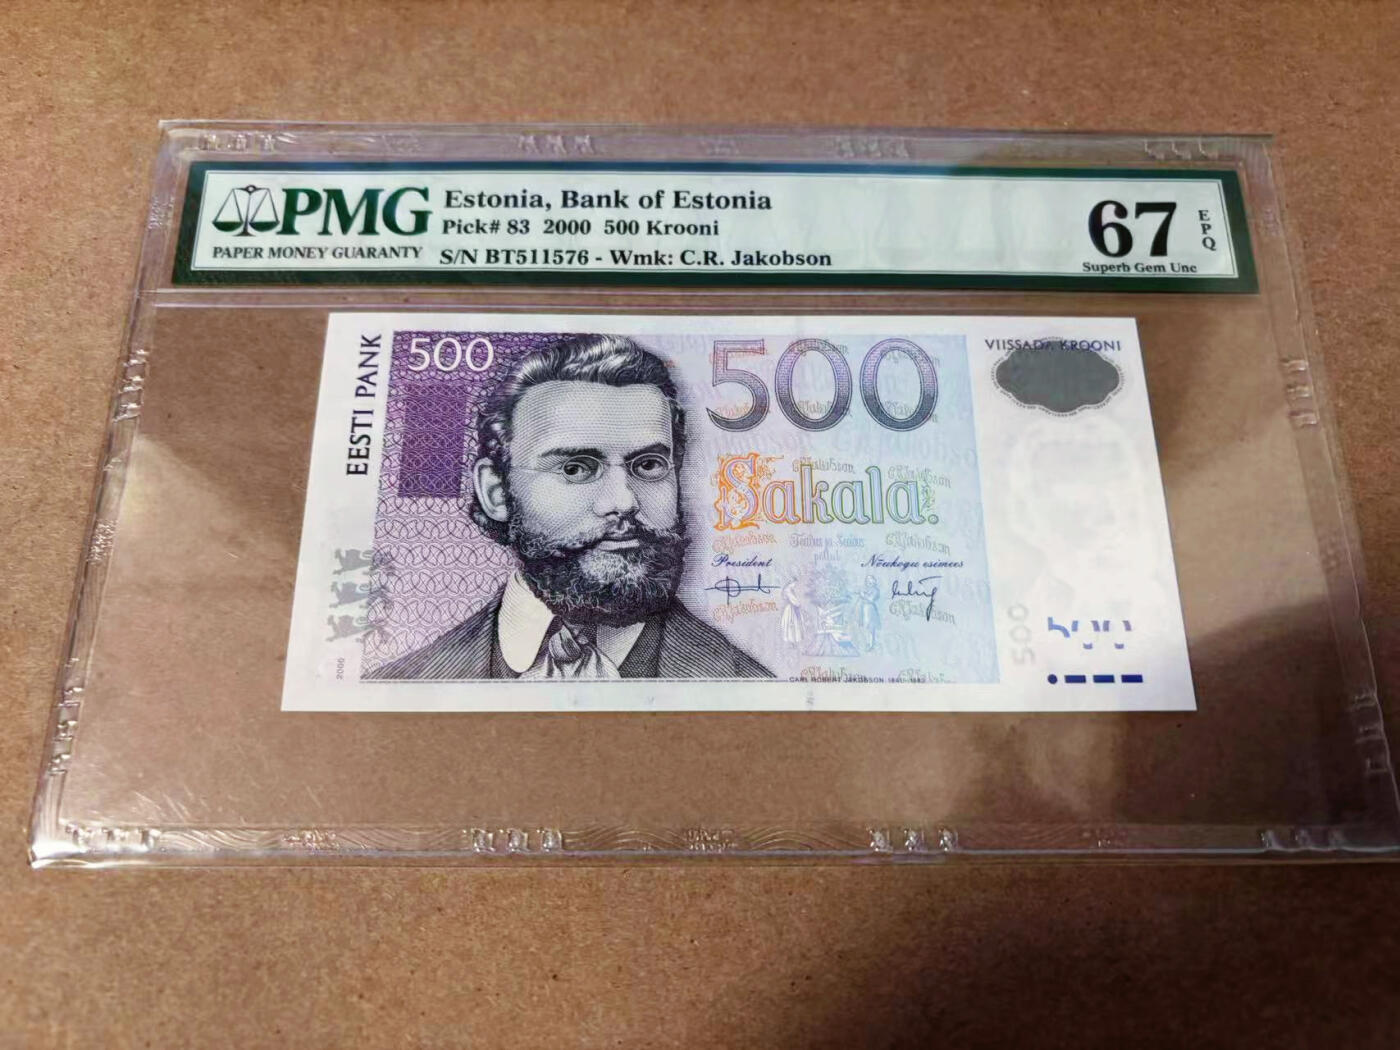 PMG
PAPER MONEY GUARANTY
Estonia, Bank of Estonia
Pick# 83 2000 500 Krooni
S/N BT511576 - Wmk: C.R. Jakobson
67
EPQ
Superb Gem Unc
EESTI PANK
500
500
VIISSADA KROONI
Sakala.
President
Nõukogu esimees
CARL ROBERT JAKOBSON 1841-1882
500